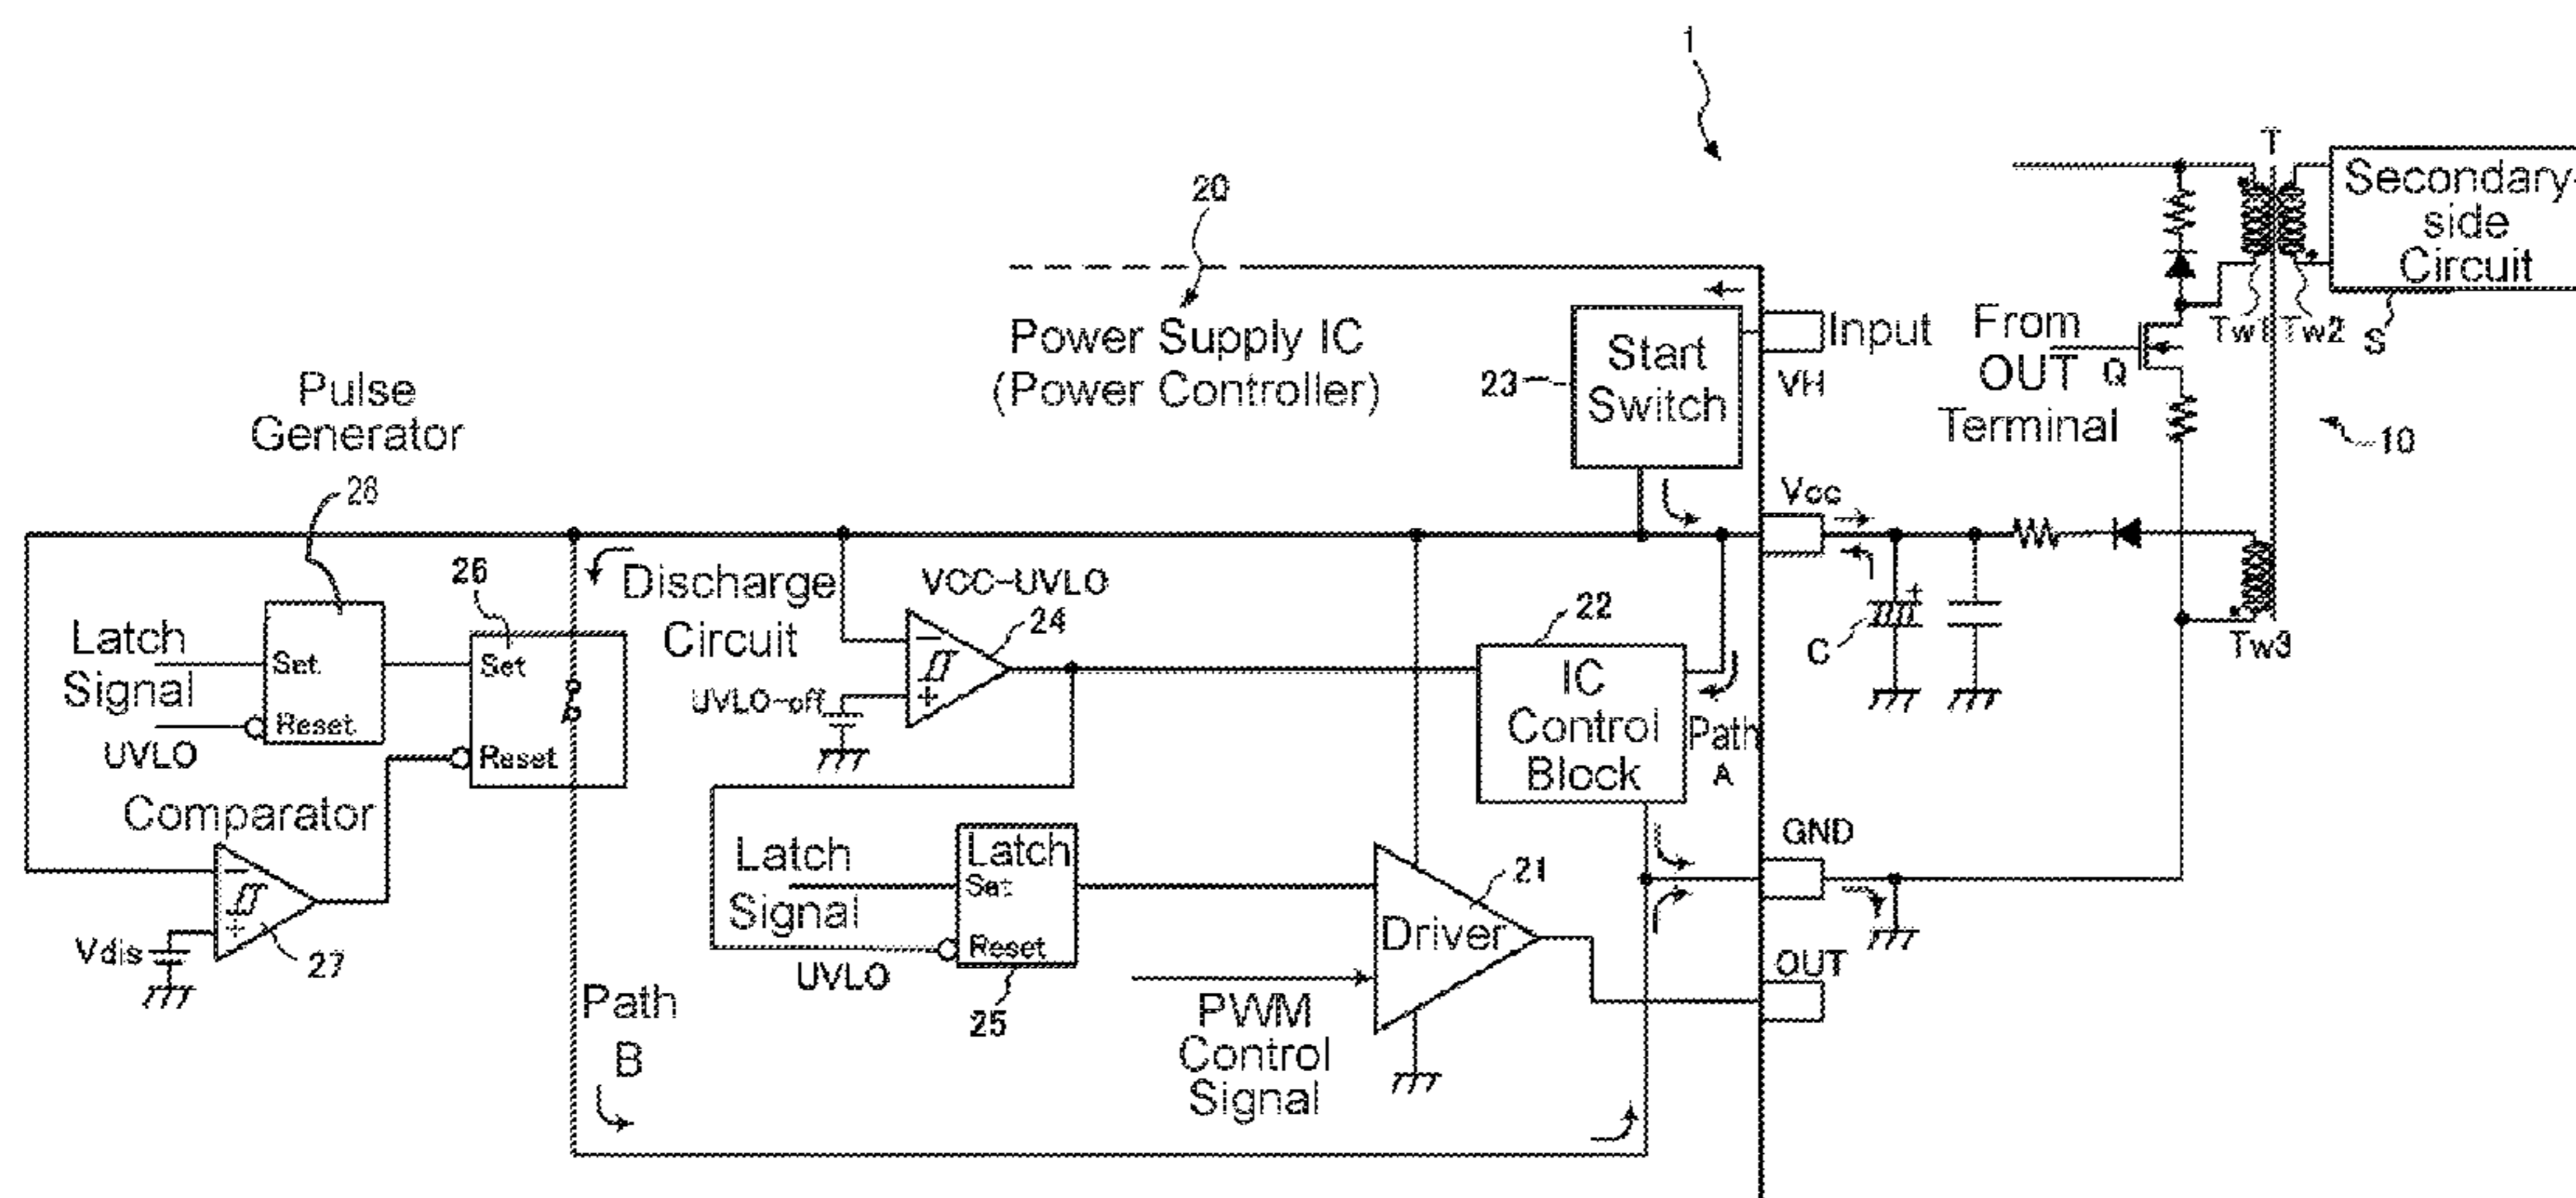 1
T
20
Secondary-
side
Circuit
Power Supply IC
(Power Controller)
23
Start
Switch
Input
VH
From
OUT
Terminal
Q
Tw1 Tw2
S
10
Pulse
Generator
28
Vcc
26
Discharge
Circuit
VCC-UVLO
24
22
Latch
Signal
Set
Reset
UVLO
Set
Reset
UVLO-off
−
+
IC
Control
Block
Path
A
C
+
Tw3
Comparator
−
+
Vdis
27
Latch
Signal
Latch
Set
Reset
UVLO
25
21
Driver
GND
OUT
Path
B
PWM
Control
Signal